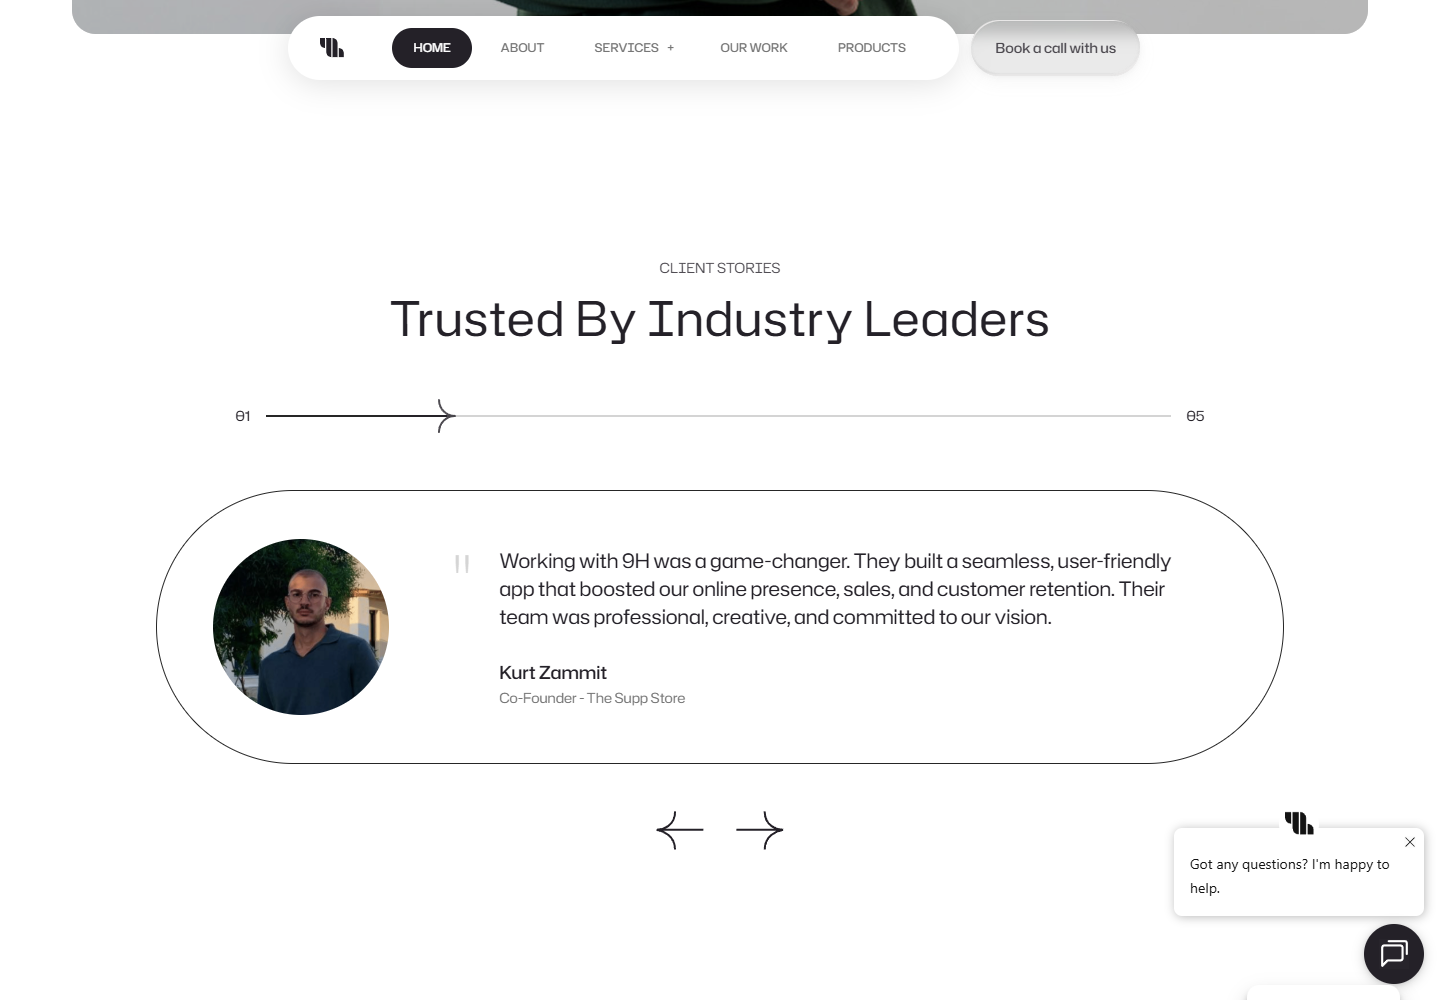 HOME
ABOUT
SERVICES +
OUR WORK
PRODUCTS
Book a call with us
CLIENT STORIES
Trusted By Industry Leaders
01
05
"
Working with 9H was a game-changer. They built a seamless, user-friendly
app that boosted our online presence, sales, and customer retention. Their
team was professional, creative, and committed to our vision.
Kurt Zammit
Co-Founder - The Supp Store
Got any questions? I'm happy to
help.